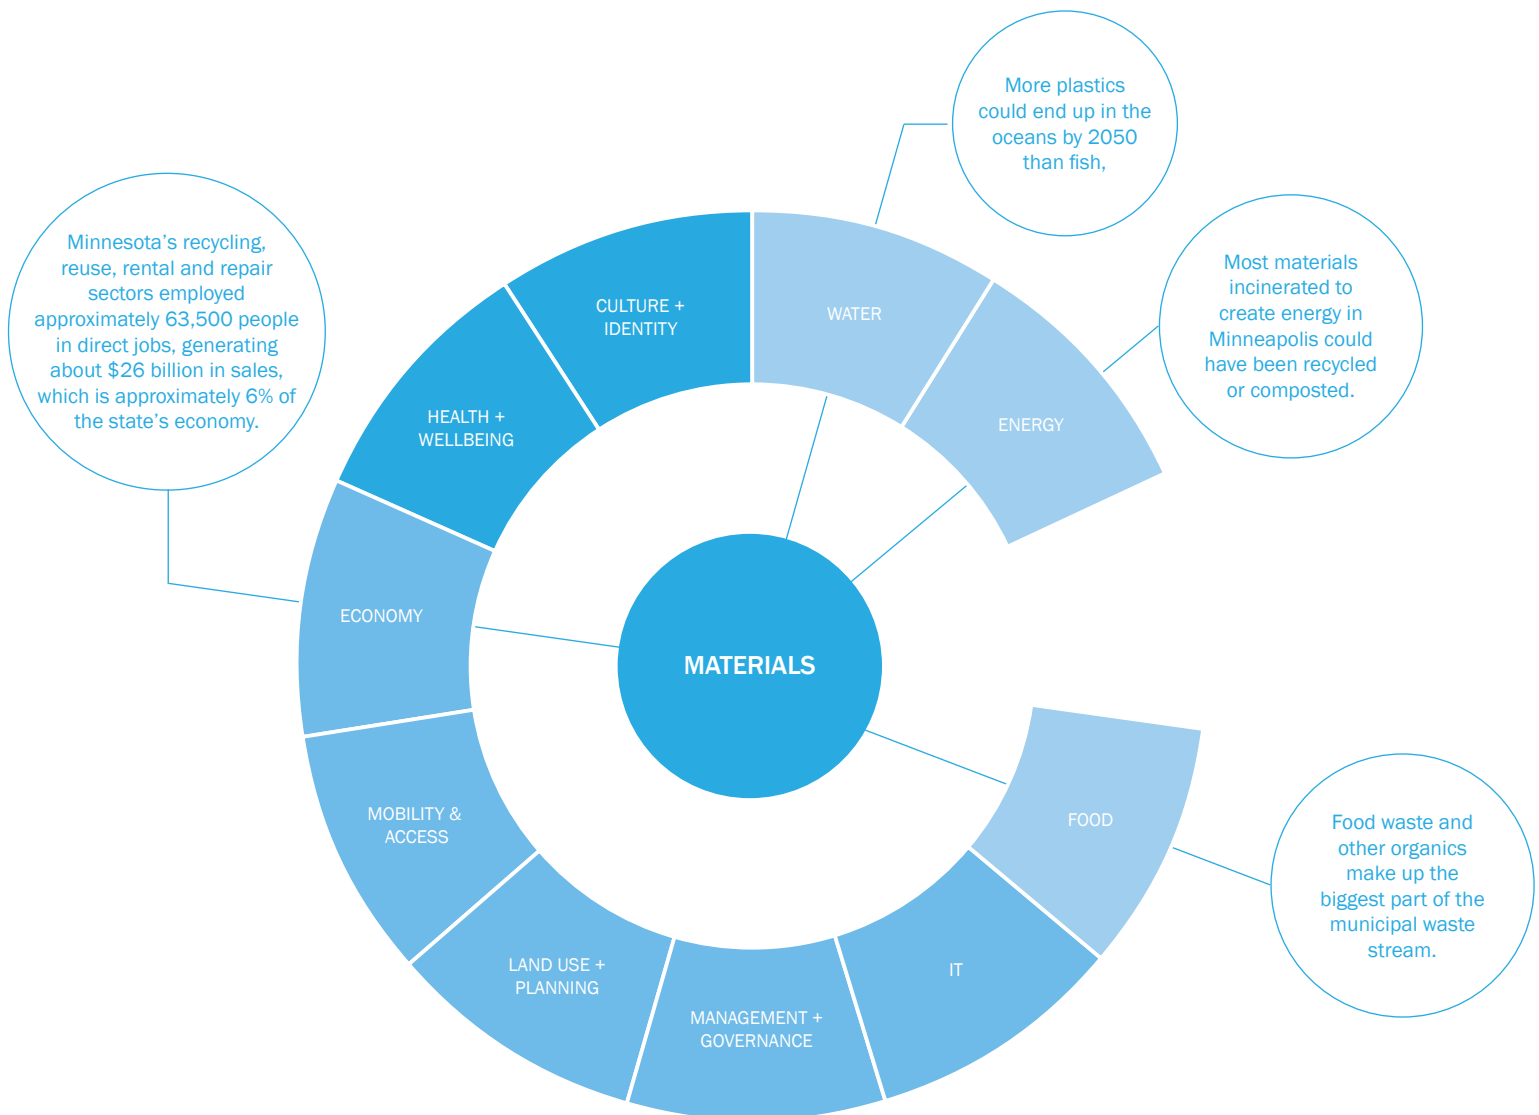 More plastics
could end up in the
oceans by 2050
than fish,
Minnesota’s recycling,
reuse, rental and repair
sectors employed
approximately 63,500 people
in direct jobs, generating
about $26 billion in sales,
which is approximately 6% of
the state’s economy.
Most materials
incinerated to
create energy in
Minneapolis could
have been recycled
or composted.
CULTURE +
IDENTITY
WATER
HEALTH +
WELLBEING
ENERGY
ECONOMY
MATERIALS
MOBILITY &
ACCESS
FOOD
Food waste and
other organics
make up the
biggest part of the
municipal waste
stream.
LAND USE +
PLANNING
IT
MANAGEMENT +
GOVERNANCE